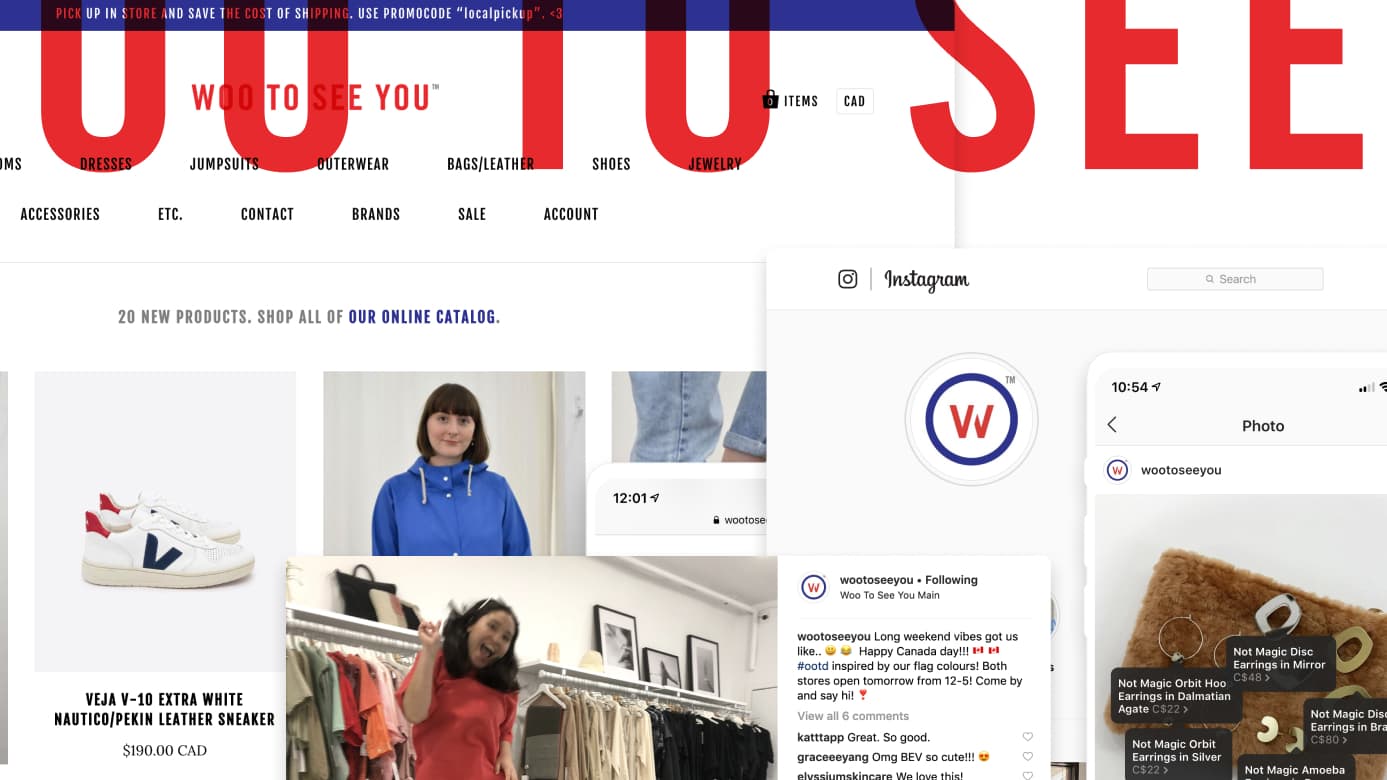 PICK UP IN STORE AND SAVE THE COST OF SHIPPING. USE PROMOCODE “localpickup”. <3
TO SEE
WOO TO SEE YOU™
0 ITEMS CAD
DRESSES JUMPSUITS OUTERWEAR BAGS/LEATHER SHOES JEWELRY
ACCESSORIES ETC. CONTACT BRANDS SALE ACCOUNT
20 NEW PRODUCTS. SHOP ALL OF OUR ONLINE CATALOG.
VEJA V-10 EXTRA WHITE
NAUTICO/PEKIN LEATHER SNEAKER
$190.00 CAD
V
12:01
Instagram
Search
W
TM
10:54
Photo
W
wootoseeyou
W
wootoseeyou • Following
Woo To See You Main
wootoseeyou Long weekend vibes got us
like.. 😀 😂 Happy Canada day!!! 🇨🇦 🇨🇦
#ootd inspired by our flag colours! Both
stores open tomorrow from 12-5! Come by
and say hi! ❣️
View all 6 comments
katttapp Great. So good.
graceeeyang Omg BEV so cute!!! 😍
elyssiumskincare We love this!
Not Magic Disc
Earrings in Mirror
C$48 >
Not Magic Orbit Hoo
Earrings in Dalmatian
Agate C$22 >
Not Magic Disc
Earrings in
C$80 >
Not Magic Orbit
Earrings in Silver
C$22 >
Not Magic Amoeba